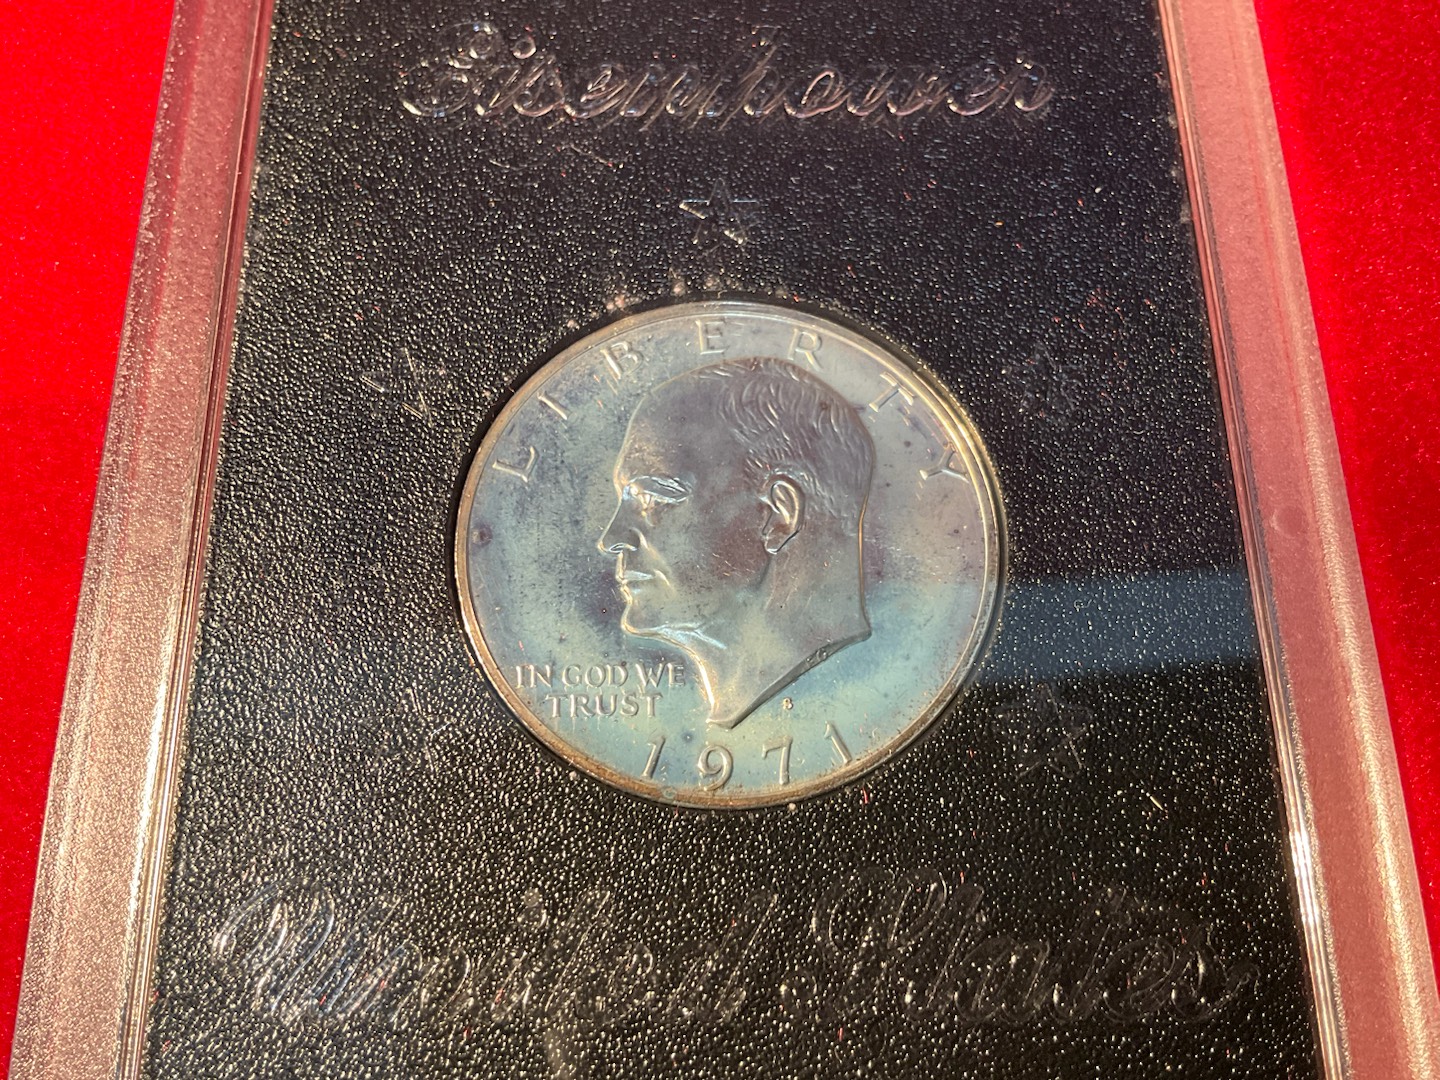 Eisenhower
LIBERTY
IN GOD WE
TRUST
S
1971
United States